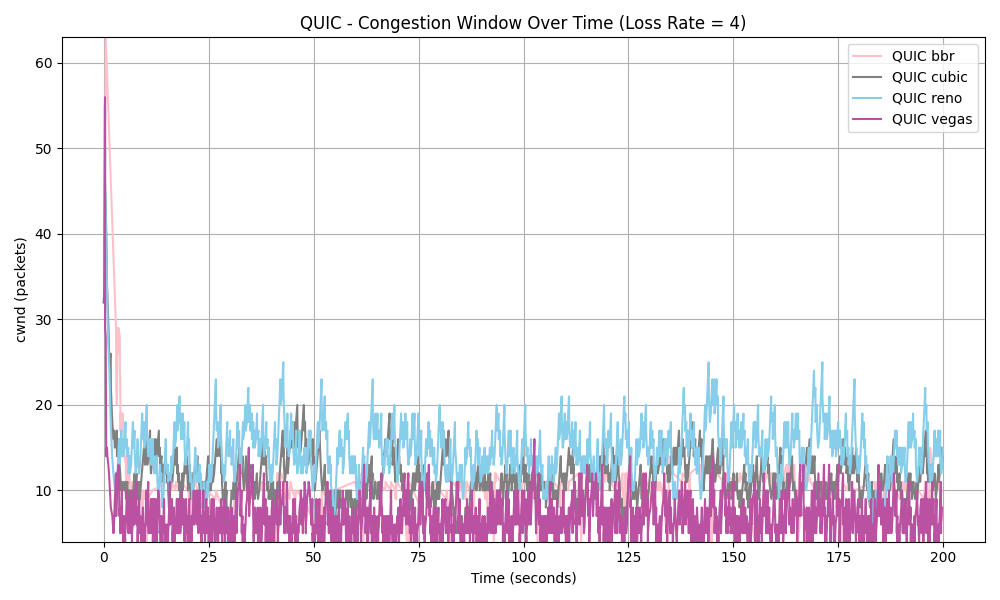 QUIC - Congestion Window Over Time (Loss Rate = 4)
QUIC bbr
QUIC cubic
QUIC reno
QUIC vegas
cwnd (packets)
60
50
40
30
20
10
0
25
50
75
100
125
150
175
200
Time (seconds)